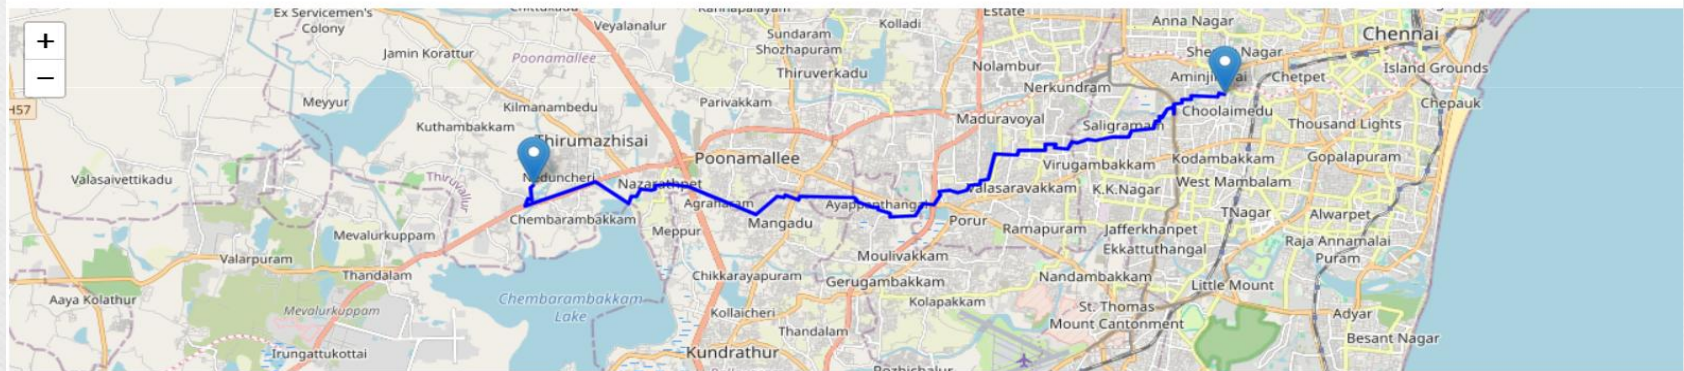 Ex Servicemen's
Colony
Veyalanalur
Kolladi
Estate
Anna Nagar
Chennai
+
−
Jamin Korattur
Poonamallee
Sundaram
Shozhapuram
Thiruverkadu
Nolambur
Nerkundram
Chetpet
Island Grounds
H57
Meyyur
Kilmanambedu
Parivakkam
Maduravoyal
Choolaimedu
Chepauk
Kuthambakkam
Thirumazhisai
Saligramam
Thousand Lights
Valasaivettikadu
Thiruvallur
Neduncheri
Nazarathpet
Poonamallee
Virugambakkam
Kodambakkam
Gopalapuram
Chembarambakkam
Agraharam
Ayappanthangal
Valasaravakkam
K.K.Nagar
West Mambalam
Mevalurkuppam
Meppur
Mangadu
Porur
Ramapuram
Jafferkhanpet
TNagar
Alwarpet
Valarpuram
Thandalam
Moulivakkam
Ekkattuthangal
Raja Annamalai
Puram
Aaya Kolathur
Chikkarayapuram
Gerugambakkam
Nandambakkam
Little Mount
Mevalurkuppam
Chembarambakkam
Lake
Kollaicheri
Kolapakkam
St. Thomas
Mount Cantonment
Adyar
Irungattukottai
Kundrathur
Thandalam
Besant Nagar